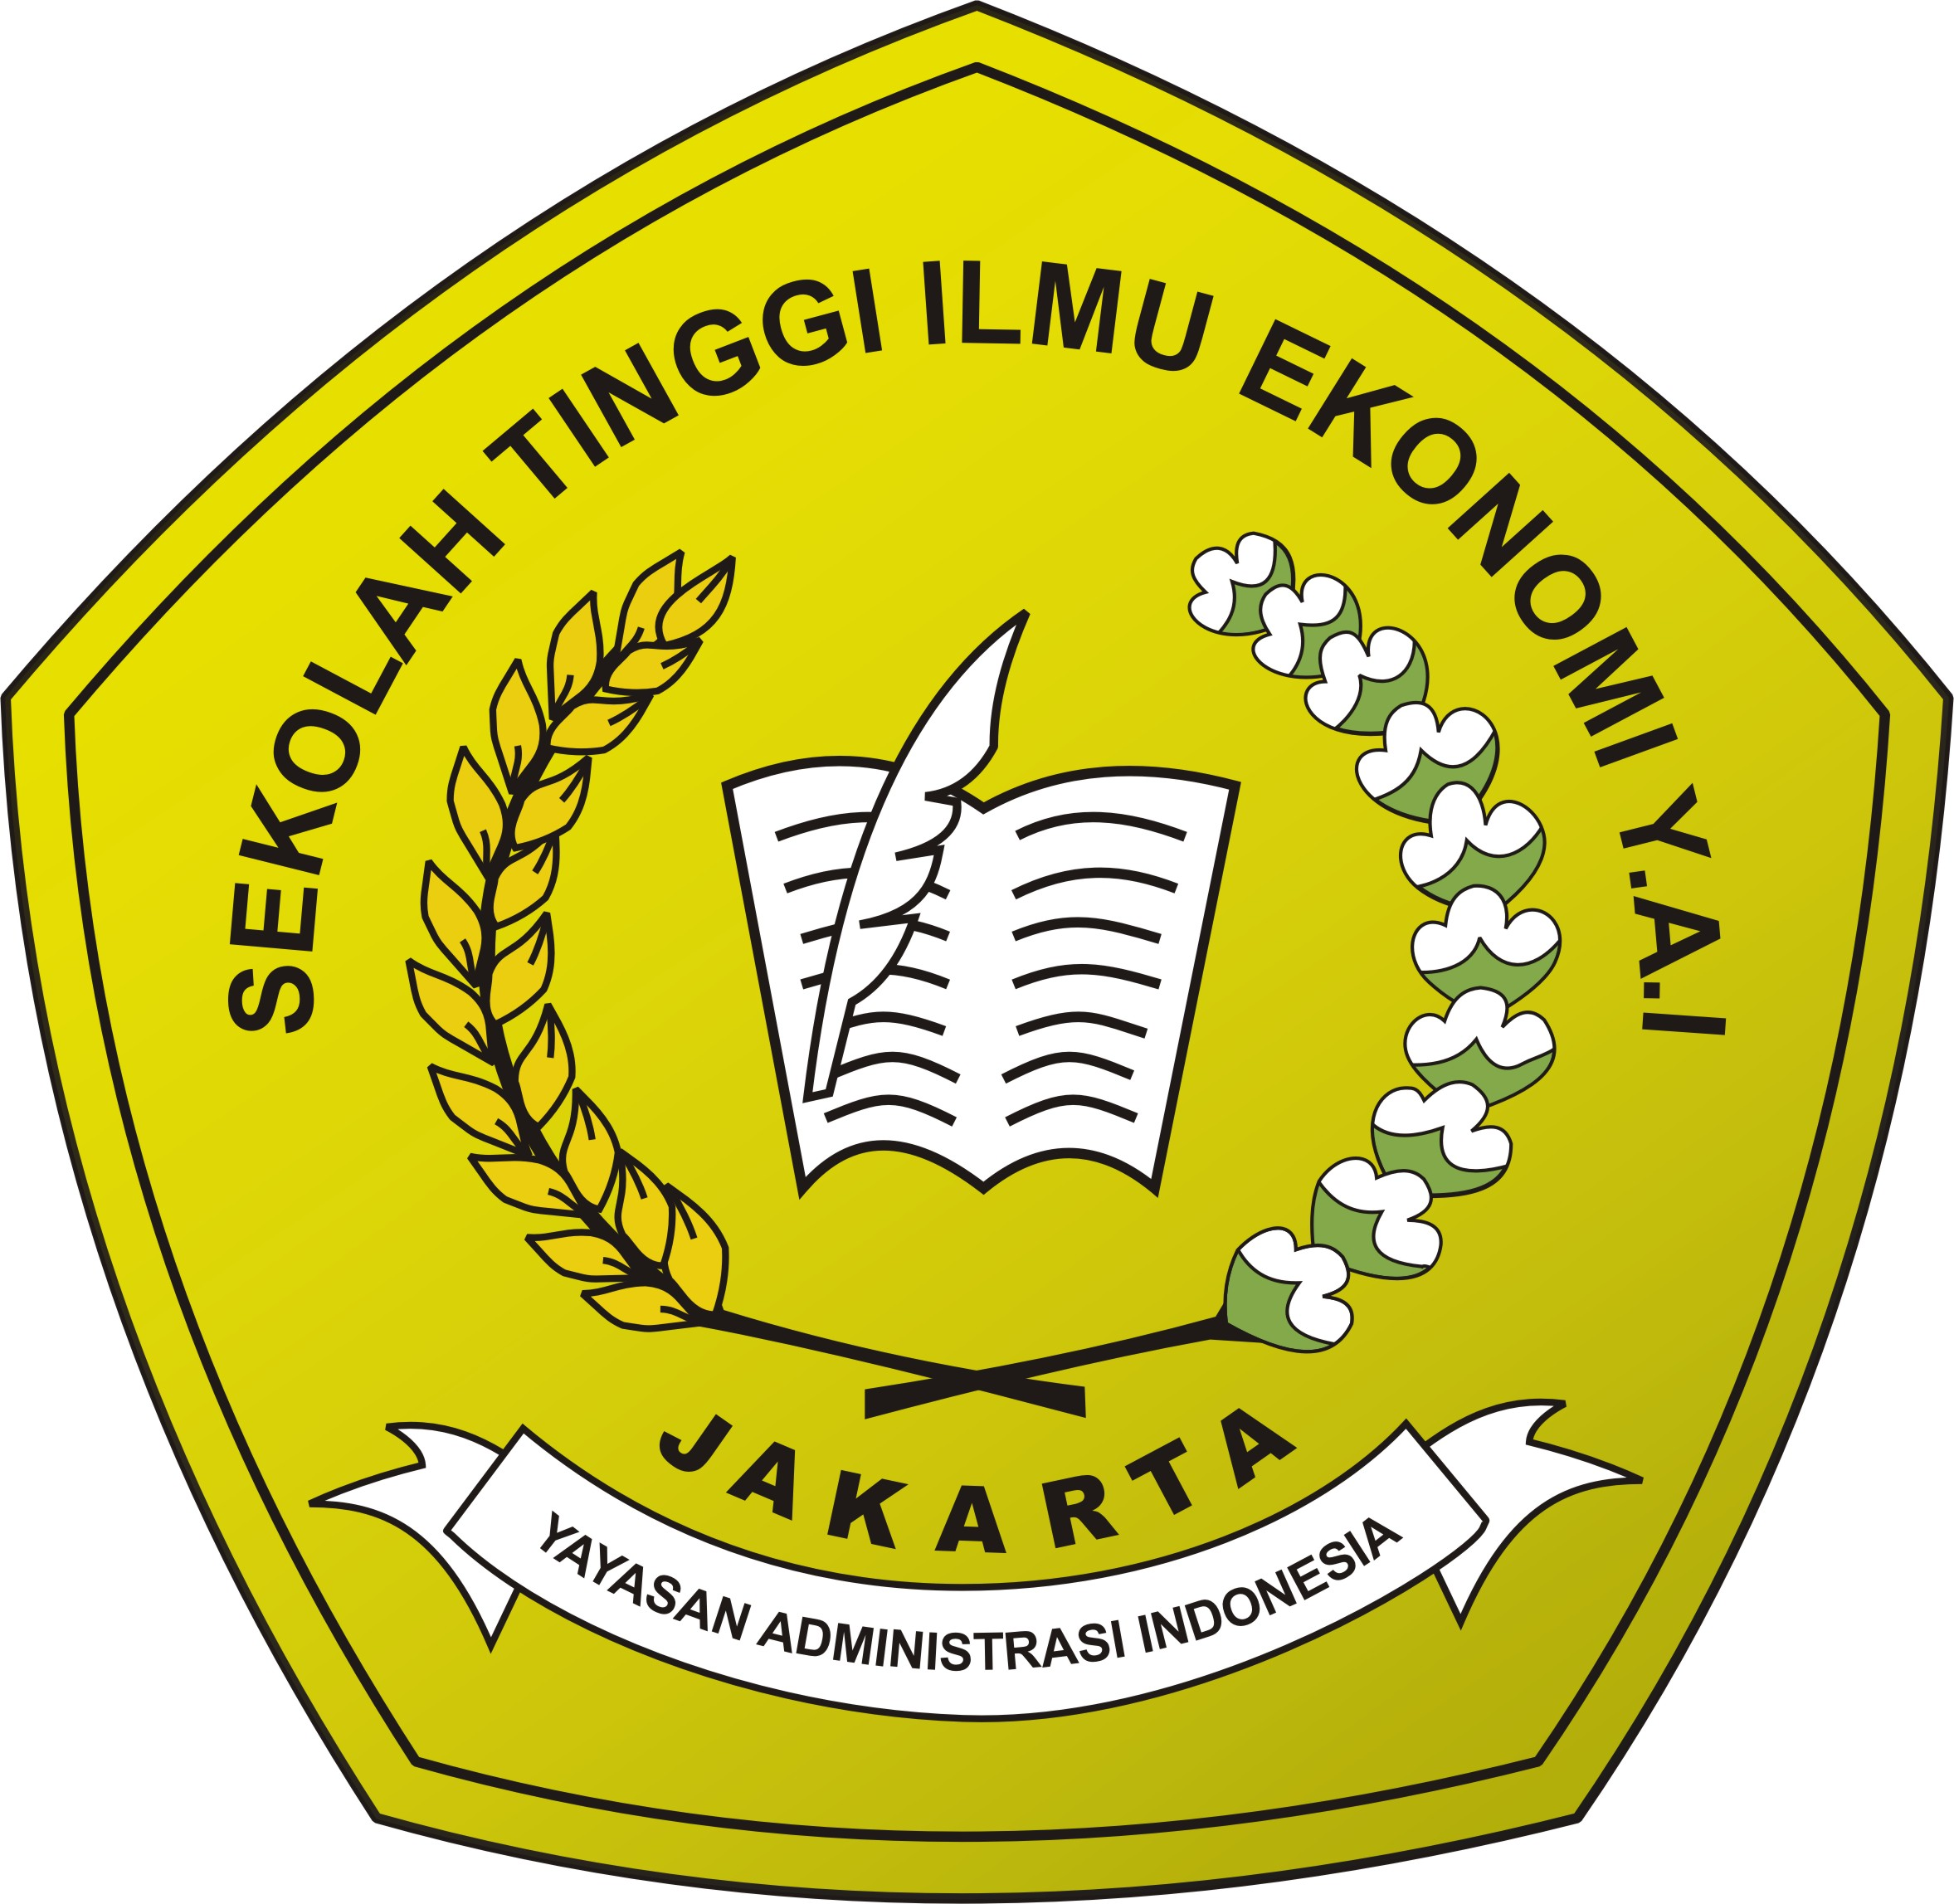 SEKOLAH TINGGI ILMU EKONOMI Y.A.I
JAKARTA
YAYASAN ADMINISTRASI INDONESIA